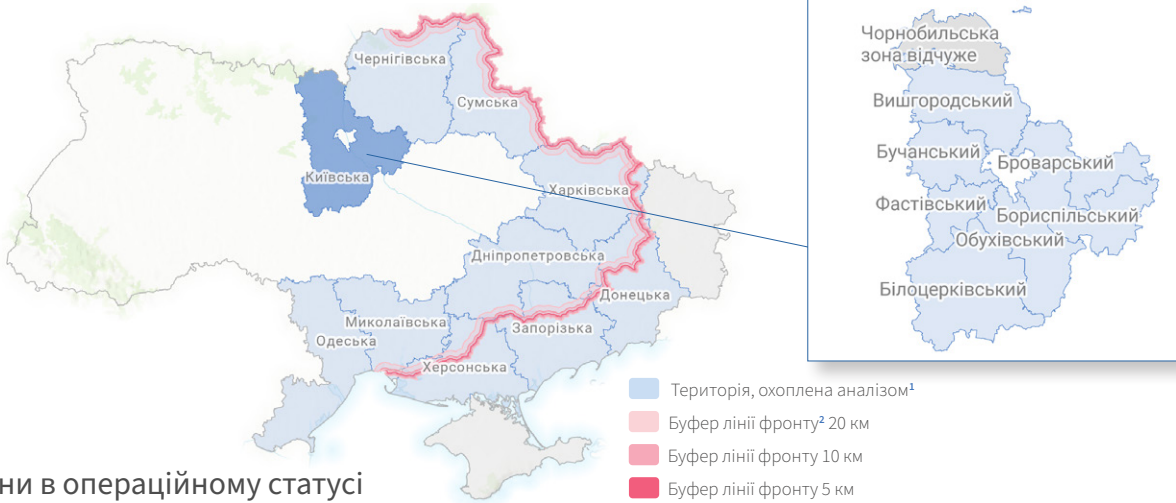 Чернігівська
Сумська
Київська
Харківська
Дніпропетровська
Донецька
Миколаївська
Запорізька
Одеська
Херсонська
Чорнобильська
зона відчуже
Вишгородський
Бучанський
Броварський
Фастівський
Бориспільський
Обухівський
Білоцерківський
Територія, охоплена аналізом¹
Буфер лінії фронту² 20 км
Буфер лінії фронту 10 км
Буфер лінії фронту 5 км
ни в операційному статусі